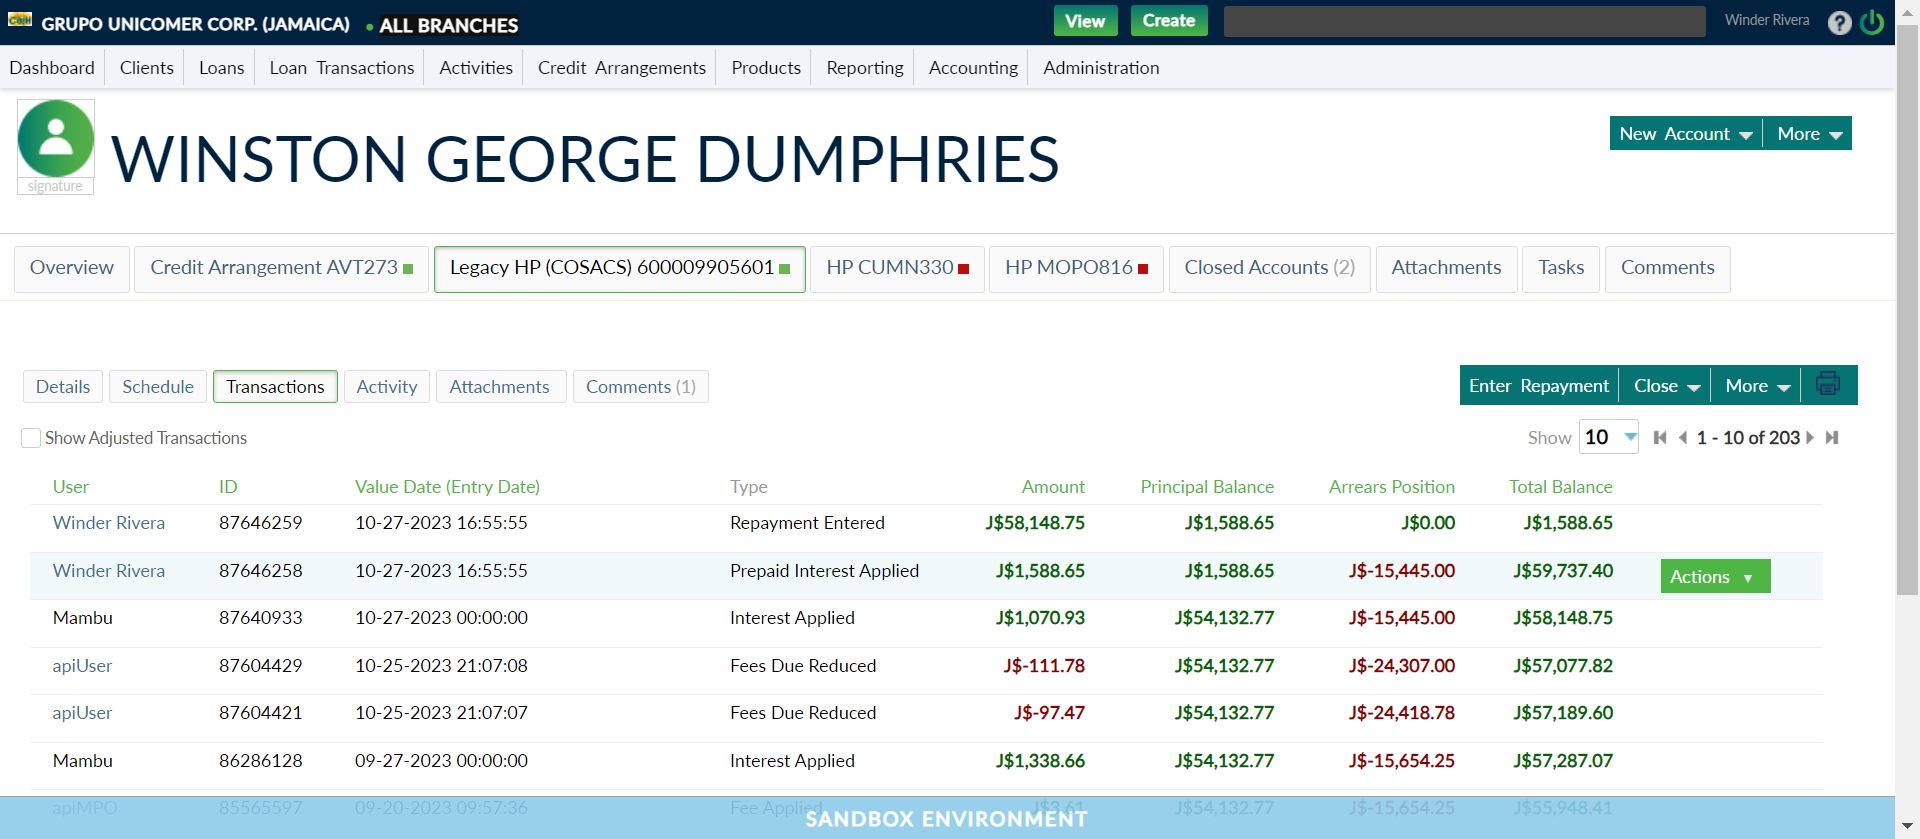 Cash GRUPO UNICOMER CORP. (JAMAICA) • ALL BRANCHES View Create Winder Rivera ?
Dashboard Clients Loans Loan Transactions Activities Credit Arrangements Products Reporting Accounting Administration
signature
WINSTON GEORGE DUMPHRIES
New Account More
Overview Credit Arrangement AVT273 Legacy HP (COSACS) 600009905601 HP CUMN330 HP MOPO816 Closed Accounts (2) Attachments Tasks Comments
Details Schedule Transactions Activity Attachments Comments (1) Enter Repayment Close More
Show Adjusted Transactions Show 10 1 - 10 of 203
User ID Value Date (Entry Date) Type Amount Principal Balance Arrears Position Total Balance
Winder Rivera 87646259 10-27-2023 16:55:55 Repayment Entered J$58,148.75 J$1,588.65 J$0.00 J$1,588.65
Winder Rivera 87646258 10-27-2023 16:55:55 Prepaid Interest Applied J$1,588.65 J$1,588.65 J$-15,445.00 J$59,737.40 Actions
Mambu 87640933 10-27-2023 00:00:00 Interest Applied J$1,070.93 J$54,132.77 J$-15,445.00 J$58,148.75
apiUser 87604429 10-25-2023 21:07:08 Fees Due Reduced J$-111.78 J$54,132.77 J$-24,307.00 J$57,077.82
apiUser 87604421 10-25-2023 21:07:07 Fees Due Reduced J$-97.47 J$54,132.77 J$-24,418.78 J$57,189.60
Mambu 86286128 09-27-2023 00:00:00 Interest Applied J$1,338.66 J$54,132.77 J$-15,654.25 J$57,287.07
apiMPO 85565597 09-20-2023 09:57:36 Fee Applied J$3.61 J$54,132.77 J$-15,654.25 J$55,948.41
SANDBOX ENVIRONMENT